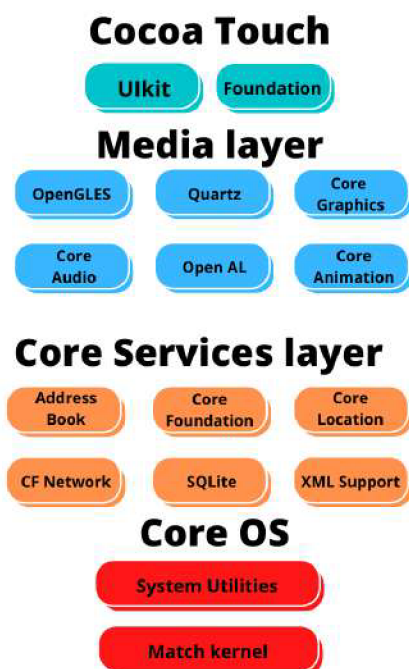 Cocoa Touch
UIkit
Foundation
Media layer
OpenGLES
Quartz
Core
Graphics
Core
Audio
Open AL
Core
Animation
Core Services layer
Address
Book
Core
Foundation
Core
Location
CF Network
SQLite
XML Support
Core OS
System Utilities
Match kernel